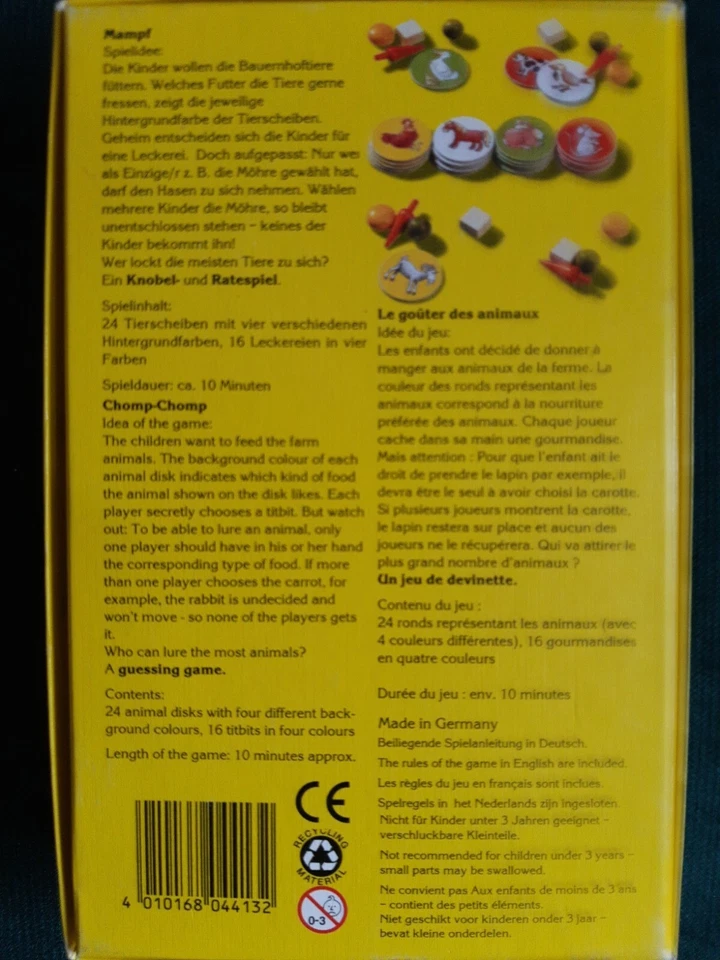 Mampf
Spielidee:
Die Kinder wollen die Bauernhoftiere
füttern. Welches Futter die Tiere gerne
fressen, zeigt die jeweilige
Hintergrundfarbe der Tierscheiben.
Geheim entscheiden sich die Kinder für
eine Leckerei. Doch aufgepasst: Nur wer
als Einzige/r z. B. die Möhre gewählt hat,
darf den Hasen zu sich nehmen. Wählen
mehrere Kinder die Möhre, so bleibt
unentschlossen stehen – keines der
Kinder bekommt ihn!
Wer lockt die meisten Tiere zu sich?
Ein Knobel- und Ratespiel.
Spielinhalt:
24 Tierscheiben mit vier verschiedenen
Hintergrundfarben, 16 Leckereien in vier
Farben
Spieldauer: ca. 10 Minuten
Chomp-Chomp
Idea of the game:
The children want to feed the farm
animals. The background colour of each
animal disk indicates which kind of food
the animal shown on the disk likes. Each
player secretly chooses a titbit. But watch
out: To be able to lure an animal, only
one player should have in his or her hand
the corresponding type of food. If more
than one player chooses the carrot, for
example, the rabbit is undecided and
won't move - so none of the players gets
it.
Who can lure the most animals?
A guessing game.
Contents:
24 animal disks with four different back-
ground colours, 16 titbits in four colours
Length of the game: 10 minutes approx.
Le goûter des animaux
Idée du jeu:
Les enfants ont décidé de donner à
manger aux animaux de la ferme. La
couleur des ronds représentant les
animaux correspond à la nourriture
préférée des animaux. Chaque joueur
cache dans sa main une gourmandise.
Mais attention : Pour que l'enfant ait le
droit de prendre le lapin par exemple, il
devra être le seul à avoir choisi la carotte.
Si plusieurs joueurs montrent la carotte,
le lapin restera sur place et aucun des
joueurs ne le récupérera. Qui va attirer le
plus grand nombre d'animaux ?
Un jeu de devinette.
Contenu du jeu :
24 ronds représentant les animaux (avec
4 couleurs différentes), 16 gourmandises
en quatre couleurs
Durée du jeu : env. 10 minutes
Made in Germany
Beiliegende Spielanleitung in Deutsch.
The rules of the game in English are included.
Les règles du jeu en français sont inclues.
Spelregels in het Nederlands zijn ingesloten.
Nicht für Kinder unter 3 Jahren geeignet –
verschluckbare Kleinteile.
Not recommended for children under 3 years –
small parts may be swallowed.
Ne convient pas Aux enfants de moins de 3 ans
– contient des petits éléments.
Niet geschikt voor kinderen onder 3 jaar –
bevat kleine onderdelen.
CE
RECYCLING
MATERIAL
0-3
4 010168 044132